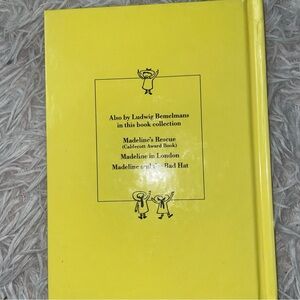 Also by Ludwig Bemelmans
in this book collection
Madeline's Rescue
(Caldecott Award Book)
Madeline in London
Madeline and Bad Hat